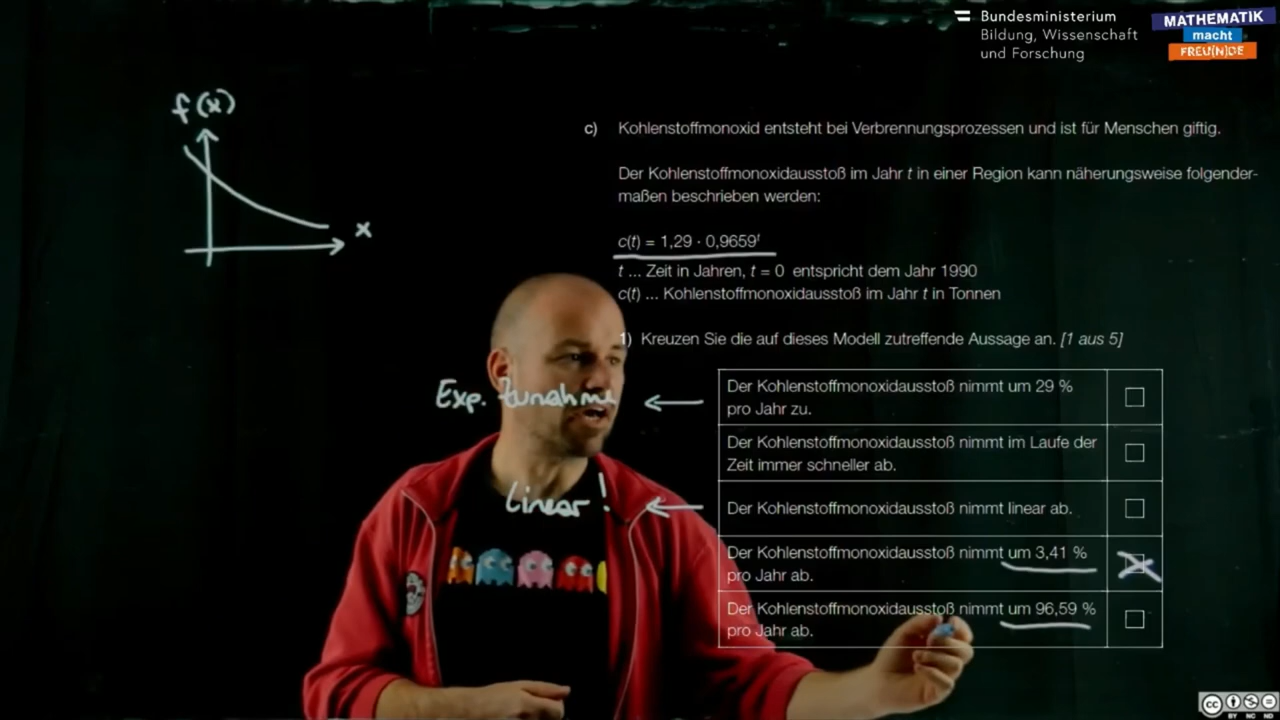 Bundesministerium
Bildung, Wissenschaft
und Forschung
MATHEMATIK
macht
FREU(N)DE
f(x)
x
c) Kohlenstoffmonoxid entsteht bei Verbrennungsprozessen und ist für Menschen giftig.
Der Kohlenstoffmonoxidausstoß im Jahr t in einer Region kann näherungsweise folgender-
maßen beschrieben werden:
c(t) = 1,29 · 0,9659^t
t ... Zeit in Jahren, t = 0 entspricht dem Jahr 1990
c(t) ... Kohlenstoffmonoxidausstoß im Jahr t in Tonnen
1) Kreuzen Sie die auf dieses Modell zutreffende Aussage an. [1 aus 5]
Exp. Zunahme
Der Kohlenstoffmonoxidausstoß nimmt um 29 %
pro Jahr zu.
Der Kohlenstoffmonoxidausstoß nimmt im Laufe der
Zeit immer schneller ab.
Linear!
Der Kohlenstoffmonoxidausstoß nimmt linear ab.
Der Kohlenstoffmonoxidausstoß nimmt um 3,41 %
pro Jahr ab.
Der Kohlenstoffmonoxidausstoß nimmt um 96,59 %
pro Jahr ab.
cc
BY NC ND